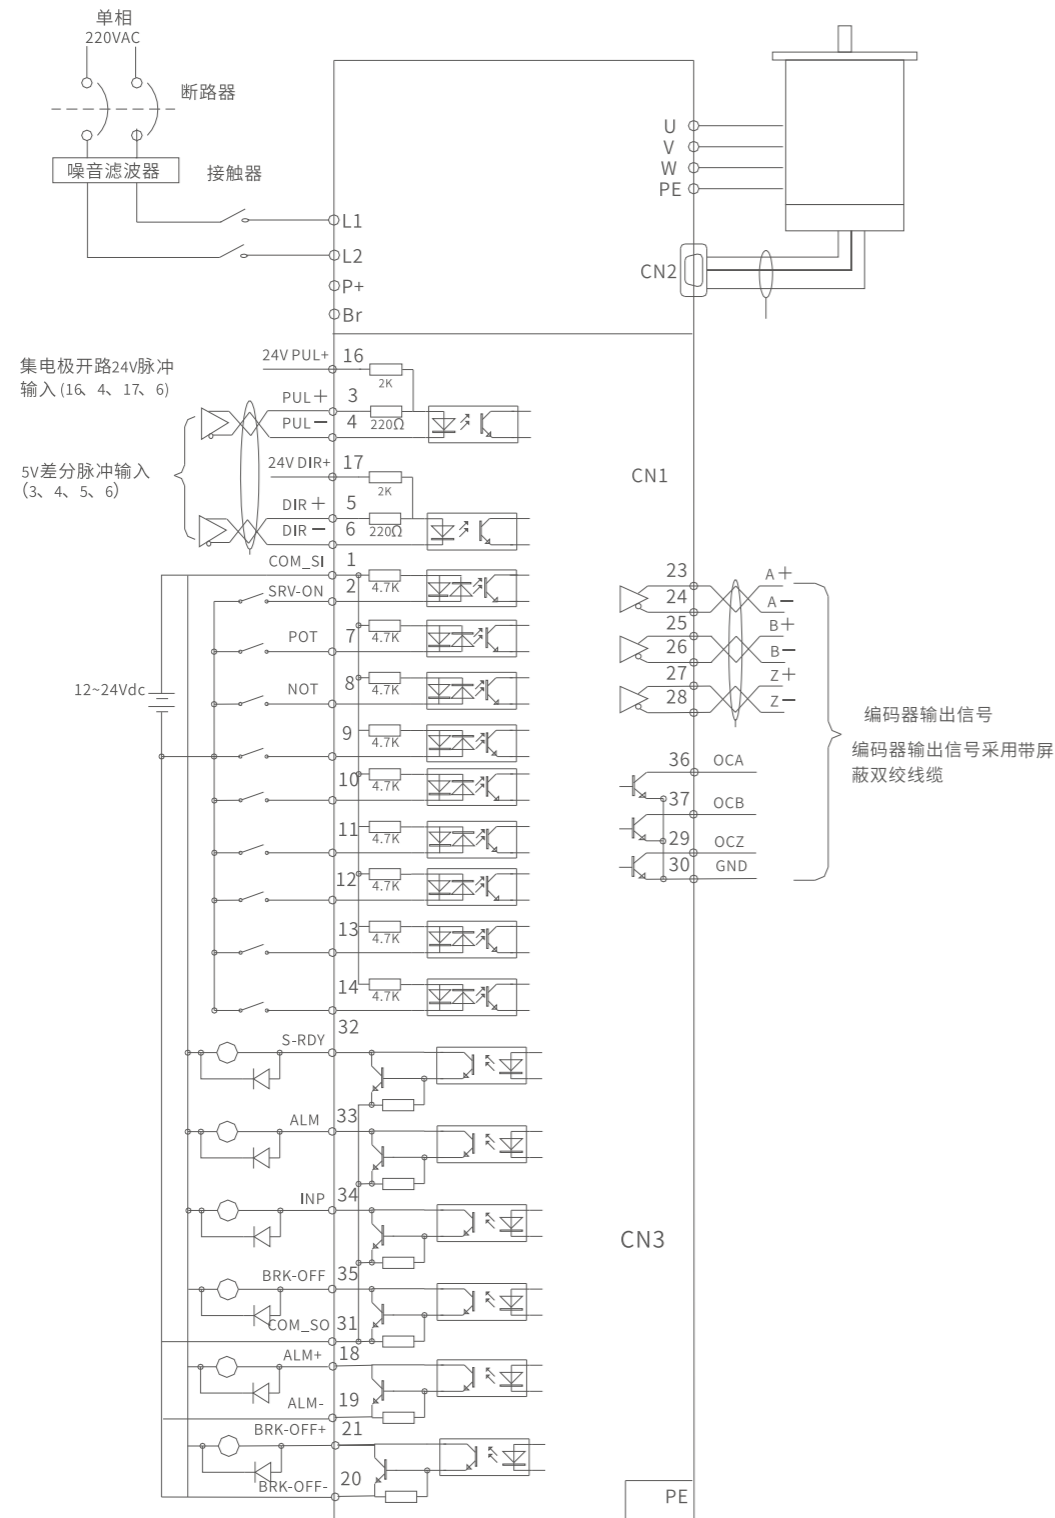 单相
220VAC
断路器
噪音滤波器
接触器
L1
L2
P+
Br
U
V
W
PE
CN2
集电极开路24V脉冲
输入(16、4、17、6)
5V差分脉冲输入
(3、4、5、6)
24V PUL+ 16
2K
PUL+ 3
PUL- 4
220Ω
24V DIR+ 17
2K
DIR+ 5
DIR- 6
220Ω
CN1
COM_SI 1
SRV-ON 2
4.7K
POT 7
4.7K
12~24Vdc
NOT 8
4.7K
9
4.7K
10
4.7K
11
4.7K
12
4.7K
13
4.7K
14
4.7K
23 A+
24 A-
25 B+
26 B-
27 Z+
28 Z-
36 OCA
37 OCB
29 OCZ
30 GND
编码器输出信号
编码器输出信号采用带屏
蔽双绞线缆
32
S-RDY
ALM 33
INP 34
CN3
BRK-OFF 35
COM_SO 31
ALM+ 18
ALM- 19
BRK-OFF+ 21
BRK-OFF- 20
PE